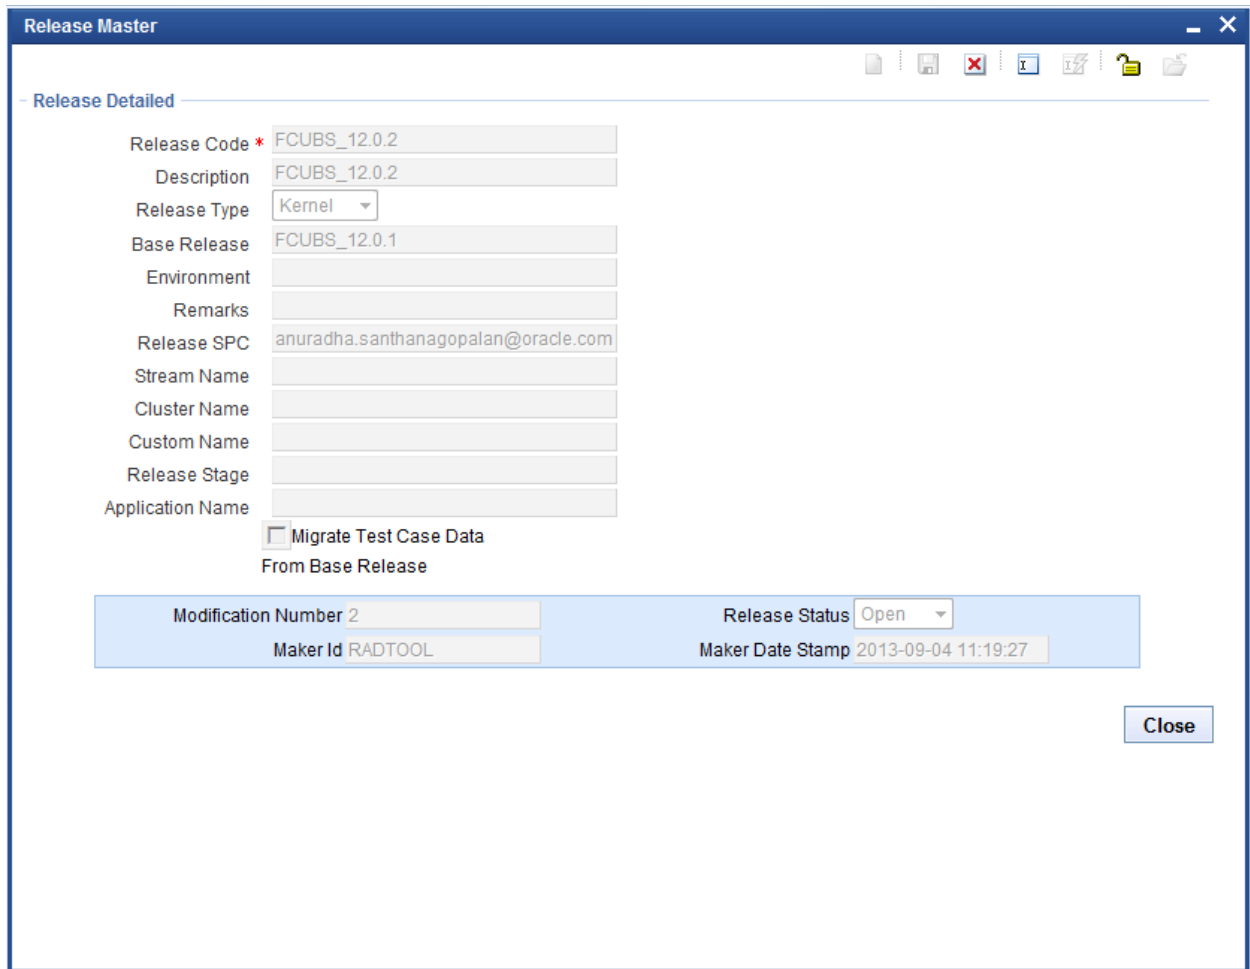 Release Master
Release Detailed
Release Code * FCUBS_12.0.2
Description FCUBS_12.0.2
Release Type Kernel
Base Release FCUBS_12.0.1
Environment
Remarks
Release SPC anuradha.santhanagopalan@oracle.com
Stream Name
Cluster Name
Custom Name
Release Stage
Application Name
Migrate Test Case Data
From Base Release
Modification Number 2 Release Status Open
Maker Id RADTOOL Maker Date Stamp 2013-09-04 11:19:27
Close